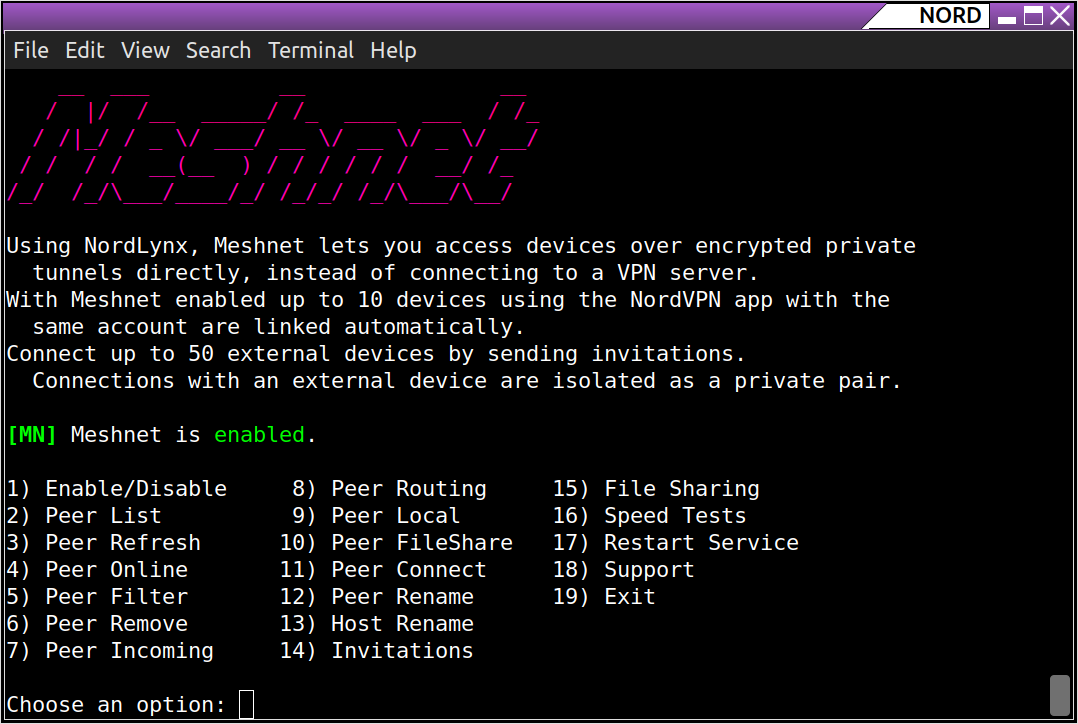 NORD
File Edit View Search Terminal Help
Meshnet
Using NordLynx, Meshnet lets you access devices over encrypted private
tunnels directly, instead of connecting to a VPN server.
With Meshnet enabled up to 10 devices using the NordVPN app with the
same account are linked automatically.
Connect up to 50 external devices by sending invitations.
Connections with an external device are isolated as a private pair.
[MN] Meshnet is enabled.
1) Enable/Disable 8) Peer Routing 15) File Sharing
2) Peer List 9) Peer Local 16) Speed Tests
3) Peer Refresh 10) Peer FileShare 17) Restart Service
4) Peer Online 11) Peer Connect 18) Support
5) Peer Filter 12) Peer Rename 19) Exit
6) Peer Remove 13) Host Rename
7) Peer Incoming 14) Invitations
Choose an option: